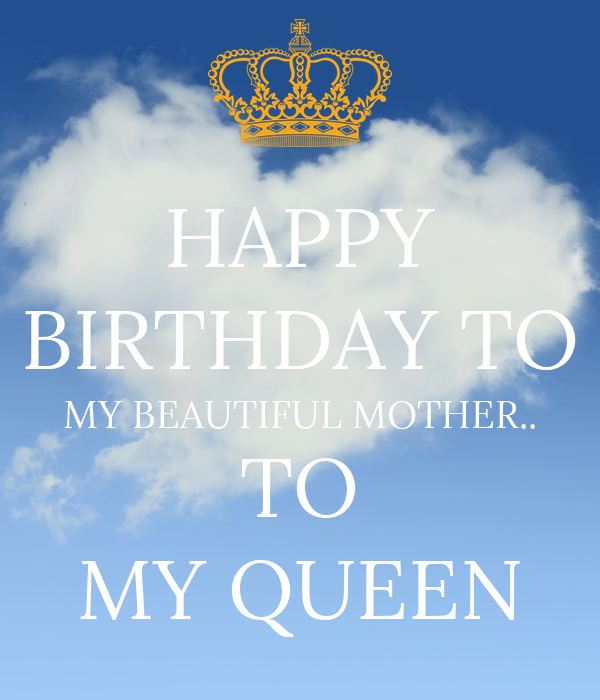 HAPPY
BIRTHDAY TO
MY BEAUTIFUL MOTHER..
TO
MY QUEEN